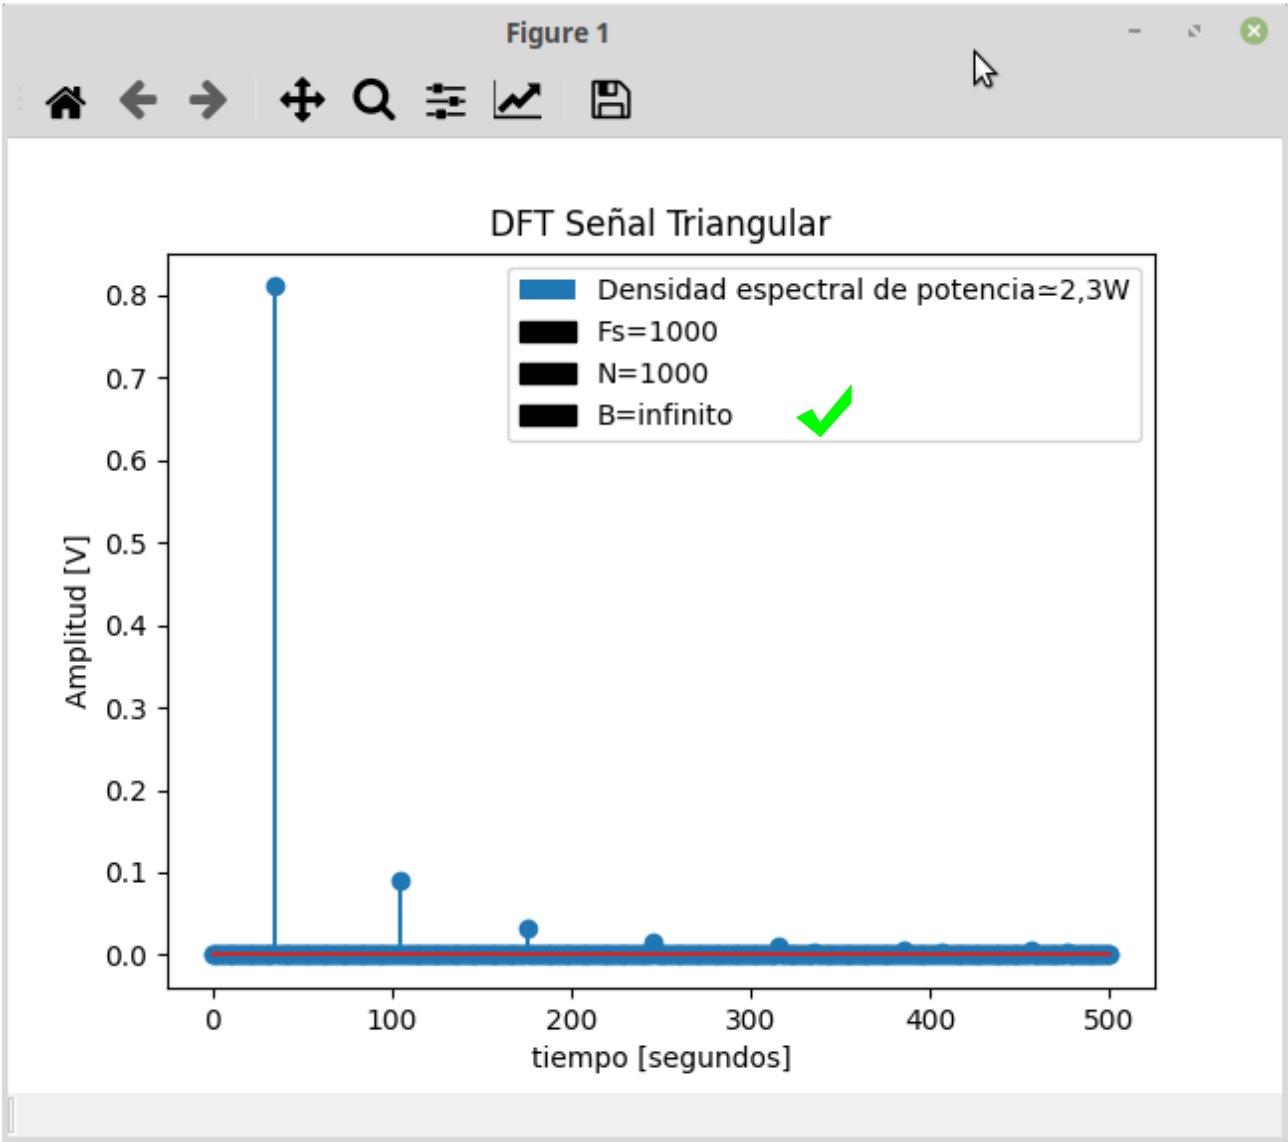 Figure 1
DFT Señal Triangular
Densidad espectral de potencia≃2,3W
Fs=1000
N=1000
B=infinito
Amplitud [V]
0.8
0.7
0.6
0.5
0.4
0.3
0.2
0.1
0.0
0 100 200 300 400 500
tiempo [segundos]